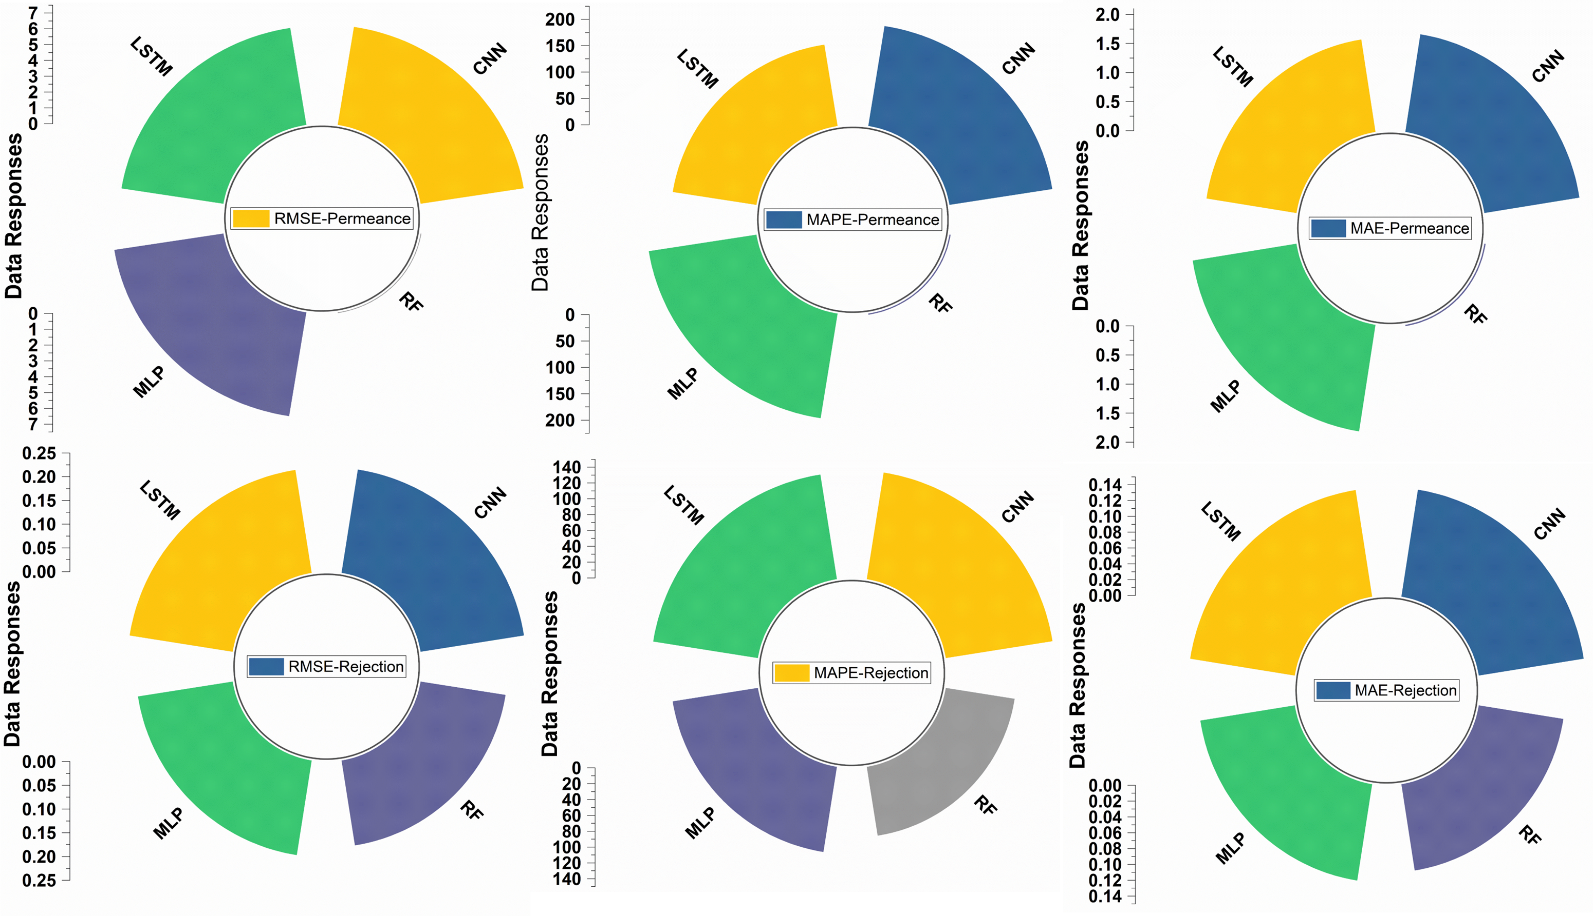 7
6
5
4
3
2
1
0
Data Responses
0
1
2
3
4
5
6
7
LSTM
CNN
RMSE-Permeance
MLP
RF
200
150
100
50
0
Data Responses
0
50
100
150
200
LSTM
CNN
MAPE-Permeance
MLP
RF
2.0
1.5
1.0
0.5
0.0
Data Responses
0.0
0.5
1.0
1.5
2.0
LSTM
CNN
MAE-Permeance
MLP
RF
0.25
0.20
0.15
0.10
0.05
0.00
Data Responses
0.00
0.05
0.10
0.15
0.20
0.25
LSTM
CNN
RMSE-Rejection
MLP
RF
140
120
100
80
60
40
20
0
Data Responses
0
20
40
60
80
100
120
140
LSTM
CNN
MAPE-Rejection
MLP
RF
0.14
0.12
0.10
0.08
0.06
0.04
0.02
0.00
Data Responses
0.00
0.02
0.04
0.06
0.08
0.10
0.12
0.14
LSTM
CNN
MAE-Rejection
MLP
RF